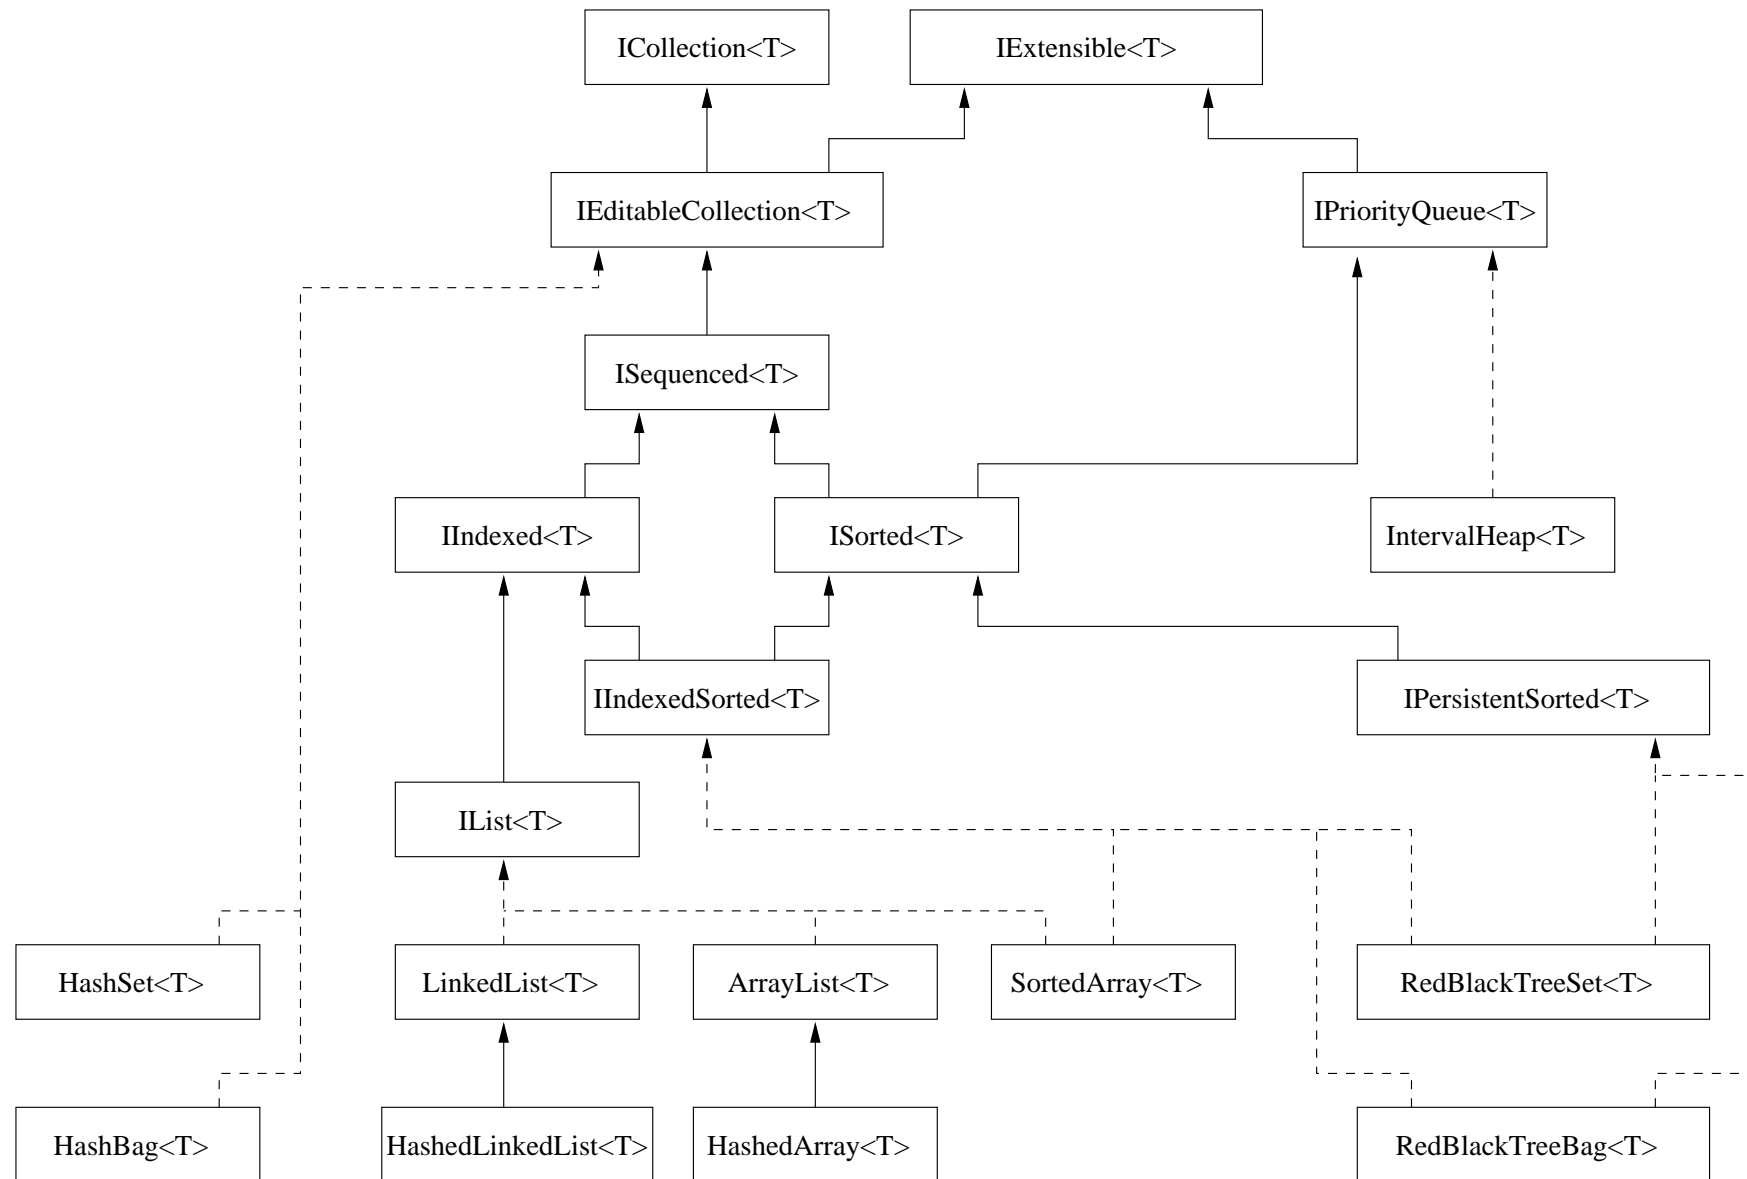 ICollection<T>
IExtensible<T>
IEditableCollection<T>
IPriorityQueue<T>
ISequenced<T>
IIndexed<T>
ISorted<T>
IntervalHeap<T>
IIndexedSorted<T>
IPersistentSorted<T>
IList<T>
HashSet<T>
LinkedList<T>
ArrayList<T>
SortedArray<T>
RedBlackTreeSet<T>
HashBag<T>
HashedLinkedList<T>
HashedArray<T>
RedBlackTreeBag<T>